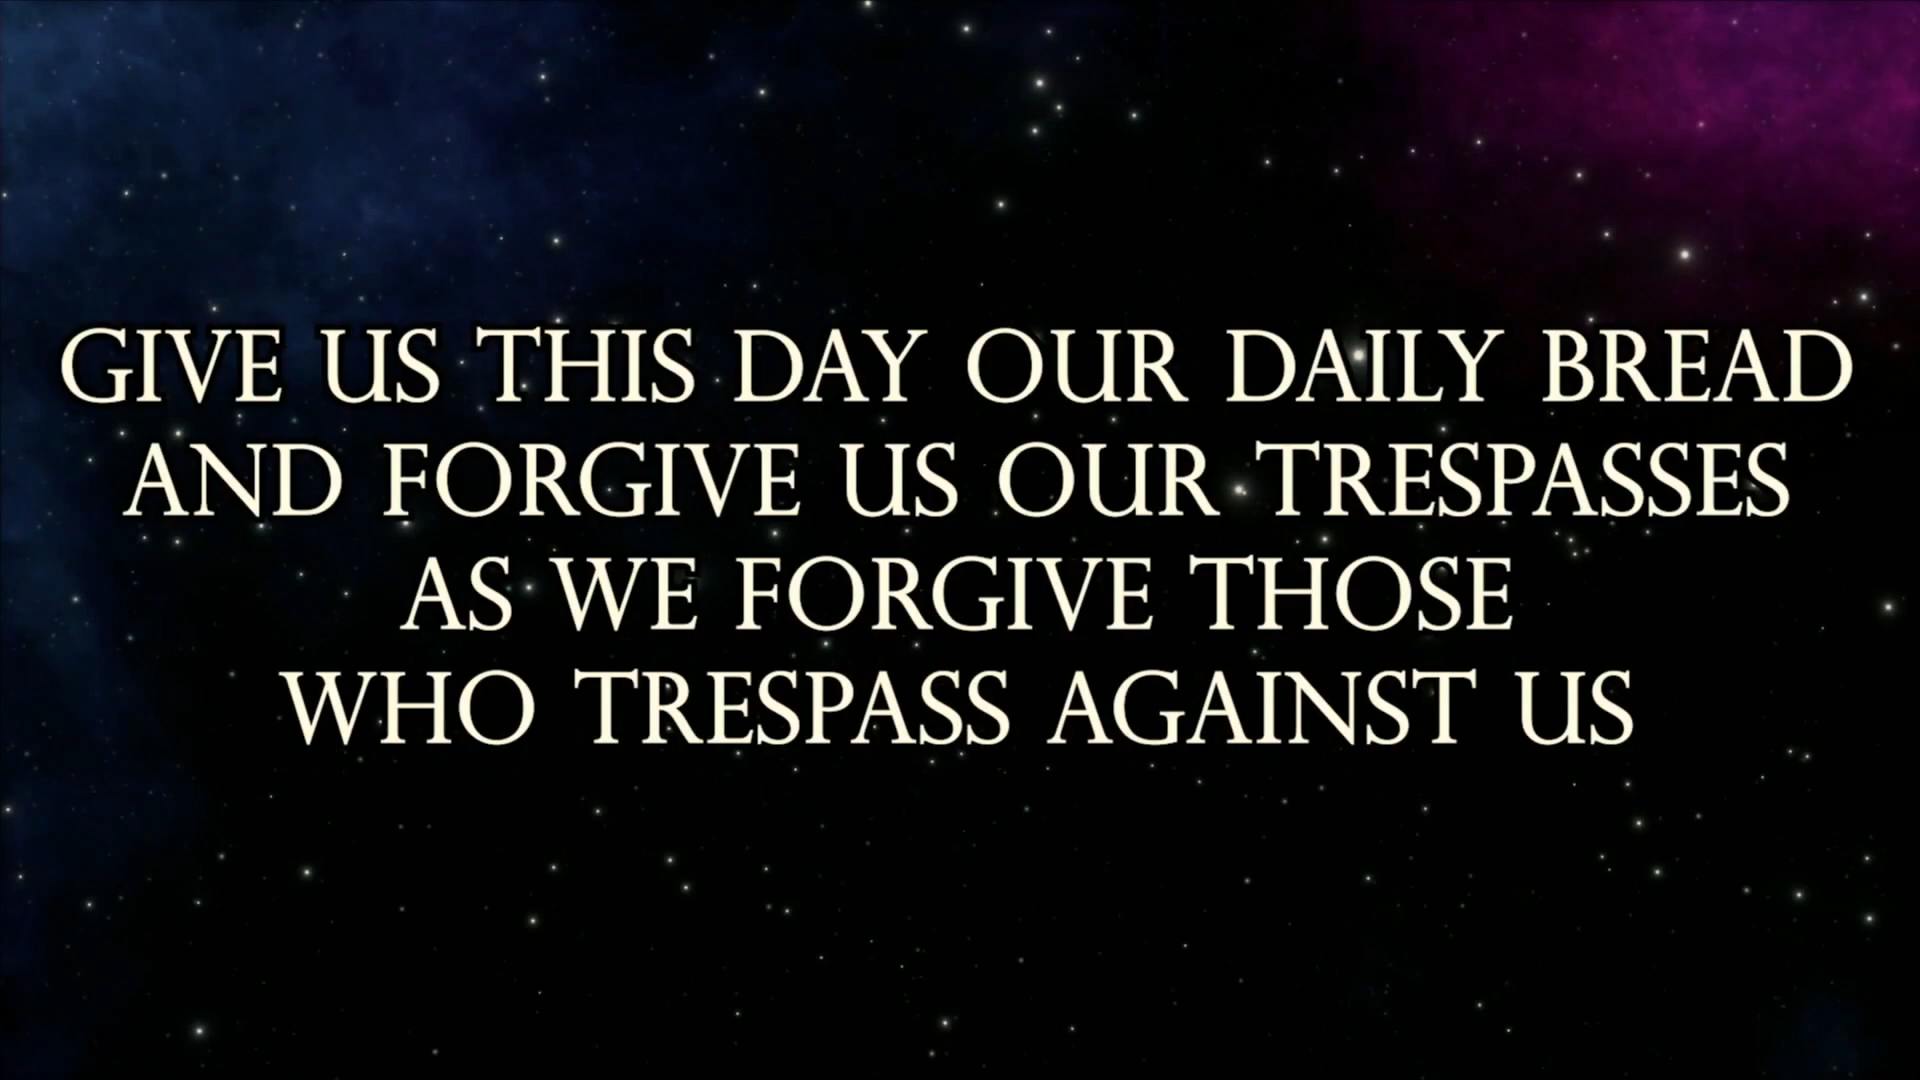 GIVE US THIS DAY OUR DAILY BREAD
AND FORGIVE US OUR TRESPASSES
AS WE FORGIVE THOSE
WHO TRESPASS AGAINST US